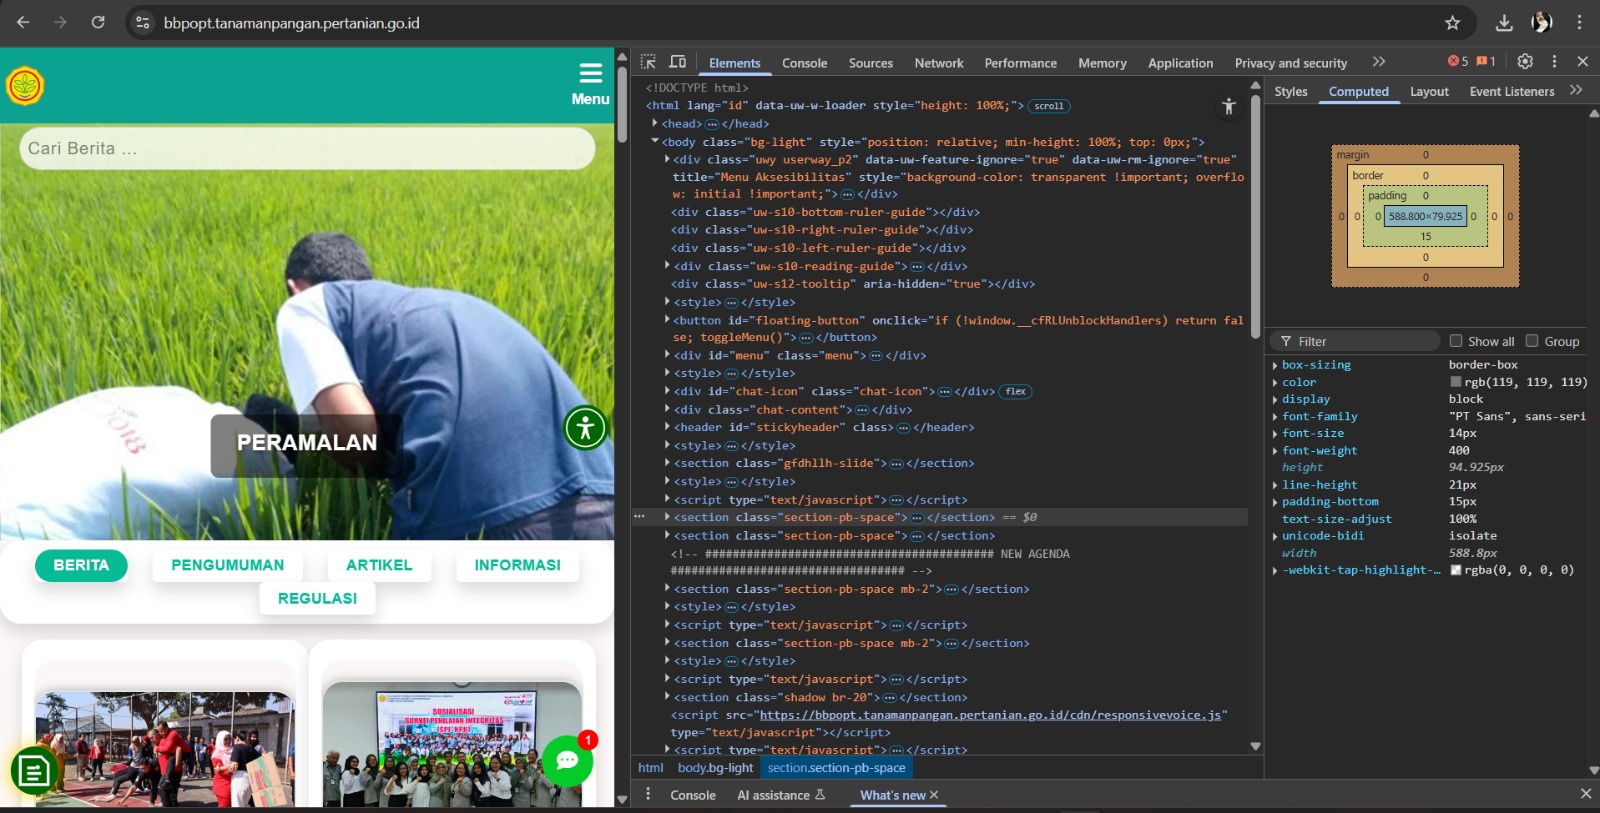 bbpopt.tanamanpangan.pertanian.go.id
Menu
Cari Berita ...
PERAMALAN
BERITA
PENGUMUMAN
ARTIKEL
INFORMASI
REGULASI
SOSIALISASI
SURVEI PENILAIAN INTEGRITAS
(SPI - KPK)
1
Elements
Console
Sources
Network
Performance
Memory
Application
Privacy and security
5
1
<!DOCTYPE html>
<html lang="id" data-uw-w-loader style="height: 100%;"> scroll
<head> ⋯ </head>
<body class="bg-light" style="position: relative; min-height: 100%; top: 0px;">
<div class="uwy userway_p2" data-uw-feature-ignore="true" data-uw-rm-ignore="true"
title="Menu Aksesibilitas" style="background-color: transparent !important; overflo
w: initial !important;"> ⋯ </div>
<div class="uw-s10-bottom-ruler-guide"></div>
<div class="uw-s10-right-ruler-guide"></div>
<div class="uw-s10-left-ruler-guide"></div>
<div class="uw-s10-reading-guide"> ⋯ </div>
<div class="uw-s12-tooltip" aria-hidden="true"></div>
<style> ⋯ </style>
<button id="floating-button" onclick="if (!window.__cfRLUnblockHandlers) return fal
se; toggleMenu()"> ⋯ </button>
<div id="menu" class="menu"> ⋯ </div>
<style> ⋯ </style>
<div id="chat-icon" class="chat-icon"> ⋯ </div> flex
<div class="chat-content"> ⋯ </div>
<header id="stickyheader" class> ⋯ </header>
<style> ⋯ </style>
<section class="gfdhllh-slide"> ⋯ </section>
<style> ⋯ </style>
<script type="text/javascript"> ⋯ </script>
<section class="section-pb-space"> ⋯ </section> == $0
<section class="section-pb-space"> ⋯ </section>
<!-- ########################################## NEW AGENDA
################################## -->
<section class="section-pb-space mb-2"> ⋯ </section>
<style> ⋯ </style>
<script type="text/javascript"> ⋯ </script>
<section class="section-pb-space mb-2"> ⋯ </section>
<style> ⋯ </style>
<script type="text/javascript"> ⋯ </script>
<section class="shadow br-20"> ⋯ </section>
<script src="https://bbpopt.tanamanpangan.pertanian.go.id/cdn/responsivevoice.js"
type="text/javascript"></script>
<script type="text/javascript"> ⋯ </script>
html
body.bg-light
section.section-pb-space
Styles
Computed
Layout
Event Listeners
margin 0
border 0
padding 0
0 0 0 588.800×79.925 0 0 0
15
0
0
Filter
Show all
Group
box-sizing border-box
color rgb(119, 119, 119)
display block
font-family "PT Sans", sans-seri
font-size 14px
font-weight 400
height 94.925px
line-height 21px
padding-bottom 15px
text-size-adjust 100%
unicode-bidi isolate
width 588.8px
-webkit-tap-highlight-… rgba(0, 0, 0, 0)
Console
AI assistance
What's new